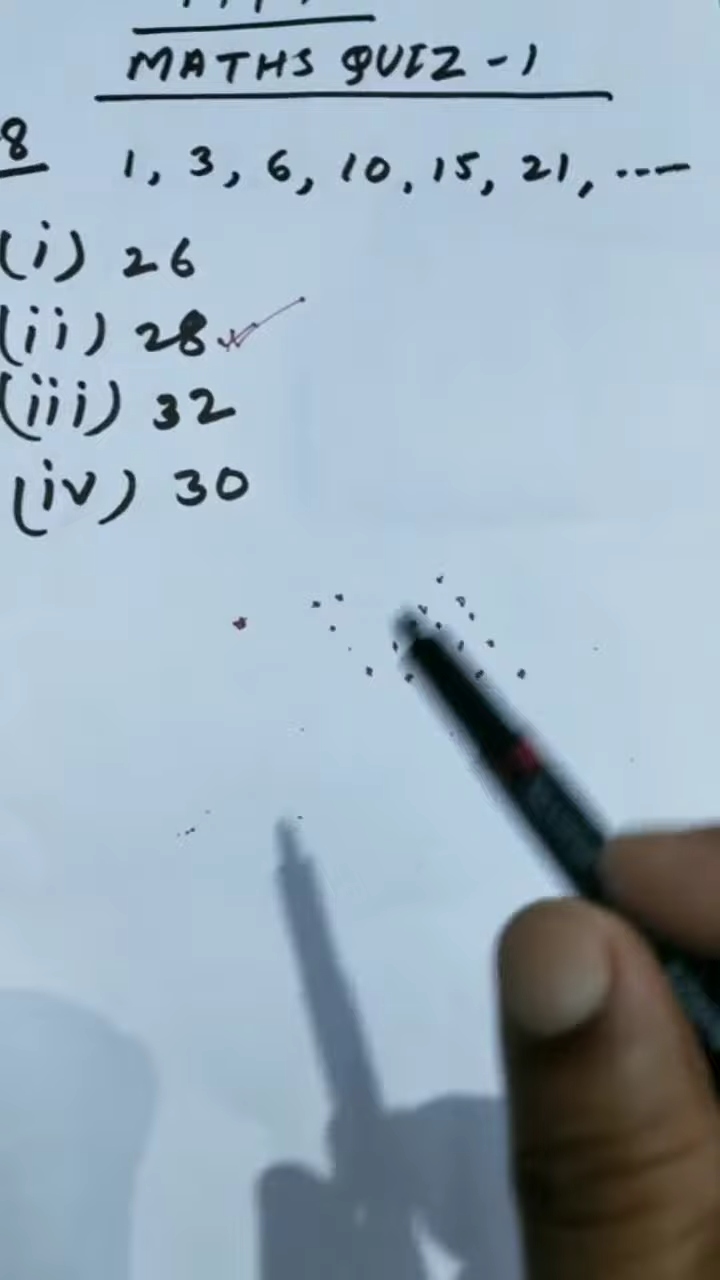 MATHS QUIZ - 1
8 1, 3, 6, 10, 15, 21, ----
(i) 26
(ii) 28
(iii) 32
(iv) 30